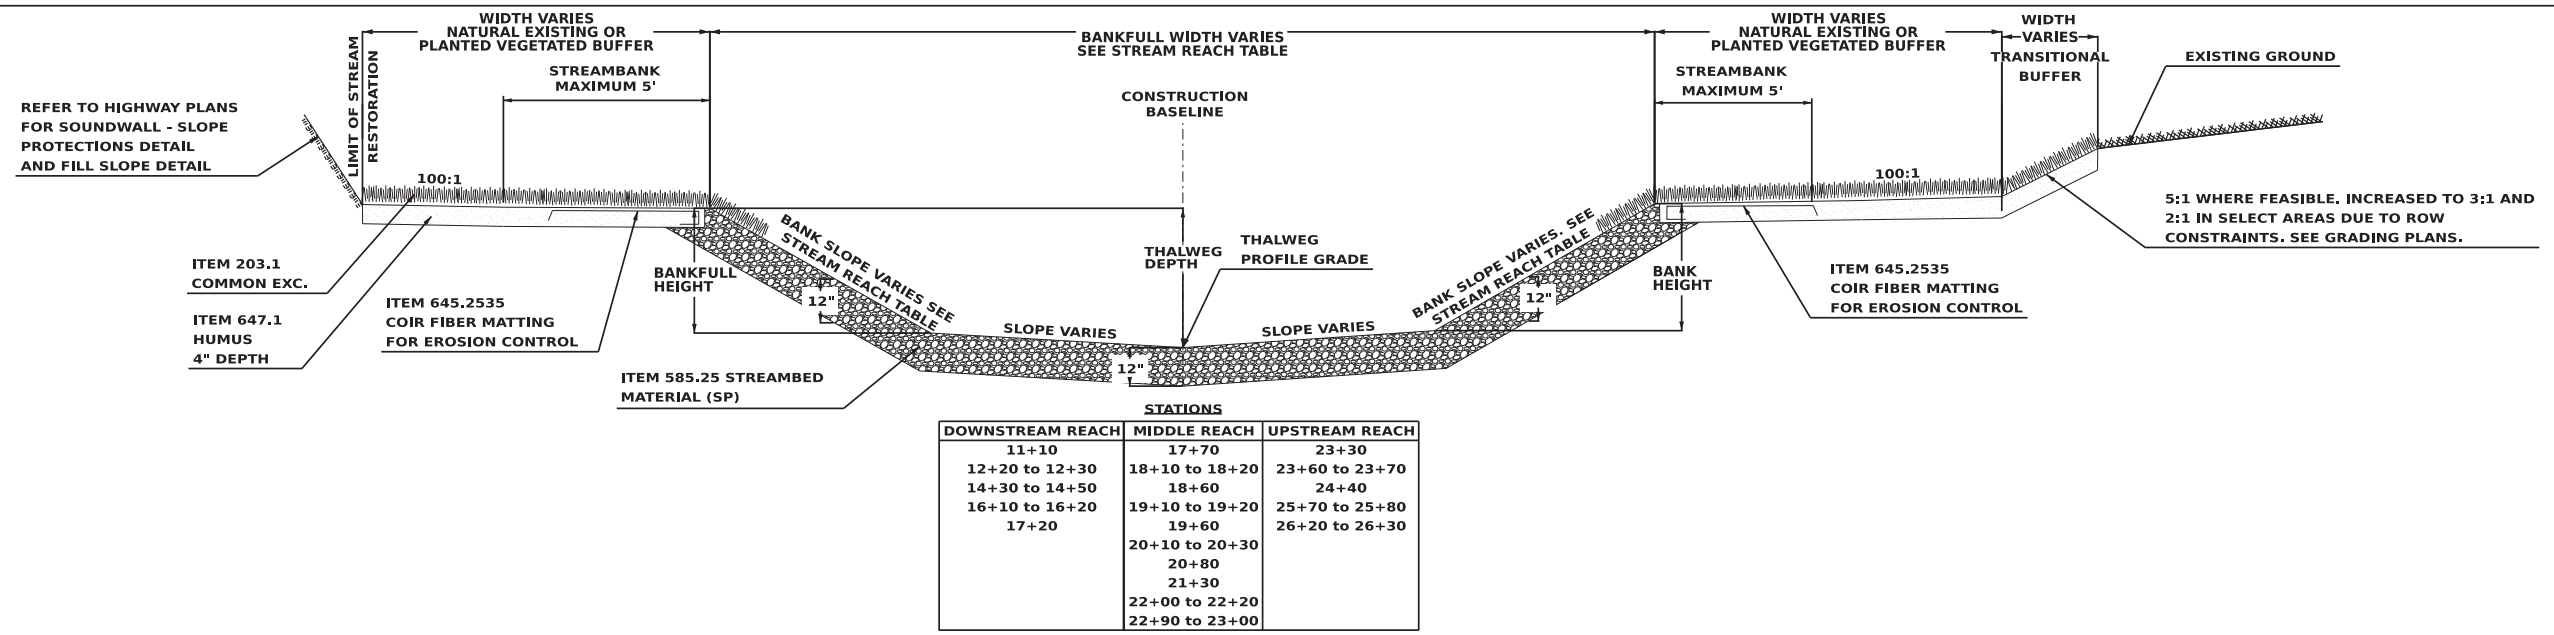 WIDTH VARIES
NATURAL EXISTING OR
PLANTED VEGETATED BUFFER
BANKFULL WIDTH VARIES
SEE STREAM REACH TABLE
WIDTH VARIES
NATURAL EXISTING OR
PLANTED VEGETATED BUFFER
WIDTH
VARIES
TRANSITIONAL
BUFFER
EXISTING GROUND
LIMIT OF STREAM
RESTORATION
STREAMBANK
MAXIMUM 5'
STREAMBANK
MAXIMUM 5'
CONSTRUCTION
BASELINE
REFER TO HIGHWAY PLANS
FOR SOUNDWALL - SLOPE
PROTECTIONS DETAIL
AND FILL SLOPE DETAIL
100:1
100:1
5:1 WHERE FEASIBLE. INCREASED TO 3:1 AND
2:1 IN SELECT AREAS DUE TO ROW
CONSTRAINTS. SEE GRADING PLANS.
ITEM 203.1
COMMON EXC.
ITEM 647.1
HUMUS
4" DEPTH
ITEM 645.2535
COIR FIBER MATTING
FOR EROSION CONTROL
BANKFULL
HEIGHT
BANK SLOPE VARIES SEE
STREAM REACH TABLE
12"
THALWEG
DEPTH
THALWEG
PROFILE GRADE
BANK SLOPE VARIES. SEE
STREAM REACH TABLE
12"
BANK
HEIGHT
ITEM 645.2535
COIR FIBER MATTING
FOR EROSION CONTROL
SLOPE VARIES
SLOPE VARIES
12"
ITEM 585.25 STREAMBED
MATERIAL (SP)
STATIONS
DOWNSTREAM REACH MIDDLE REACH UPSTREAM REACH
11+10 17+70 23+30
12+20 to 12+30 18+10 to 18+20 23+60 to 23+70
14+30 to 14+50 18+60 24+40
16+10 to 16+20 19+10 to 19+20 25+70 to 25+80
17+20 19+60 26+20 to 26+30
20+10 to 20+30
20+80
21+30
22+00 to 22+20
22+90 to 23+00